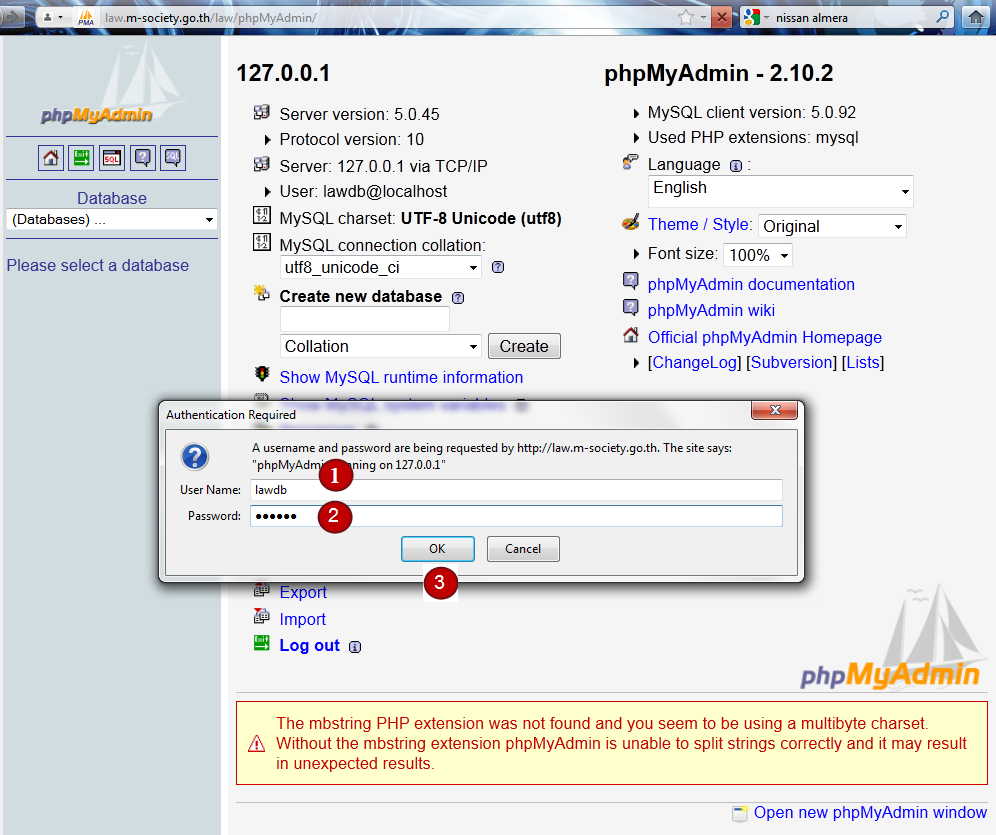 PMA
law.m-society.go.th/law/phpMyAdmin/
nissan almera
phpMyAdmin
SQL
SQL
Database
(Databases) ...
Please select a database
127.0.0.1
Server version: 5.0.45
Protocol version: 10
Server: 127.0.0.1 via TCP/IP
User: lawdb@localhost
MySQL charset: UTF-8 Unicode (utf8)
MySQL connection collation:
utf8_unicode_ci
Create new database
Collation
Create
Show MySQL runtime information
Show MySQL system variables
phpMyAdmin - 2.10.2
MySQL client version: 5.0.92
Used PHP extensions: mysql
Language :
English
Theme / Style: Original
Font size: 100%
phpMyAdmin documentation
phpMyAdmin wiki
Official phpMyAdmin Homepage
[ChangeLog] [Subversion] [Lists]
Authentication Required
A username and password are being requested by http://law.m-society.go.th. The site says:
"phpMyAdmin nning on 127.0.0.1"
1
User Name: lawdb
Password: ●●●●●●
2
OK
Cancel
3
Export
Import
Log out
phpMyAdmin
The mbstring PHP extension was not found and you seem to be using a multibyte charset.
Without the mbstring extension phpMyAdmin is unable to split strings correctly and it may result
in unexpected results.
Open new phpMyAdmin window